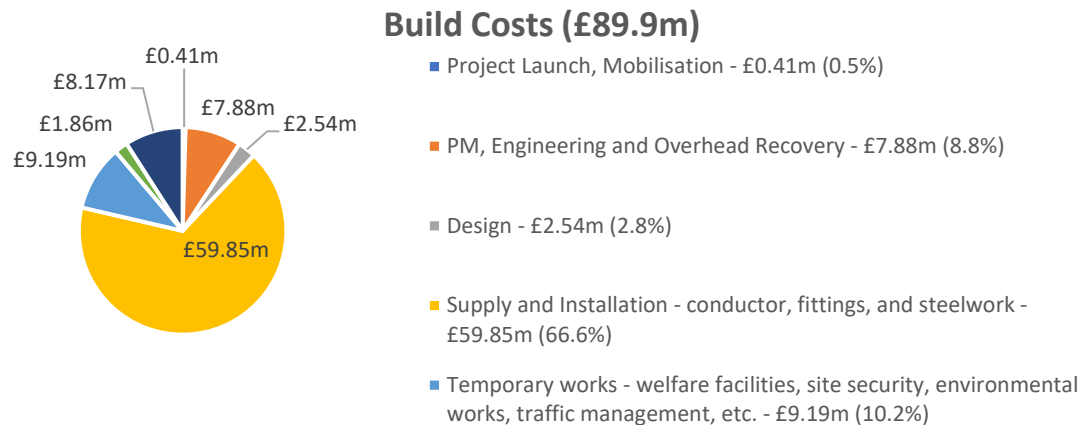 Build Costs (£89.9m)
£0.41m
£8.17m
£7.88m
£1.86m
£2.54m
£9.19m
£59.85m
Project Launch, Mobilisation - £0.41m (0.5%)
PM, Engineering and Overhead Recovery - £7.88m (8.8%)
Design - £2.54m (2.8%)
Supply and Installation - conductor, fittings, and steelwork -
£59.85m (66.6%)
Temporary works - welfare facilities, site security, environmental
works, traffic management, etc. - £9.19m (10.2%)